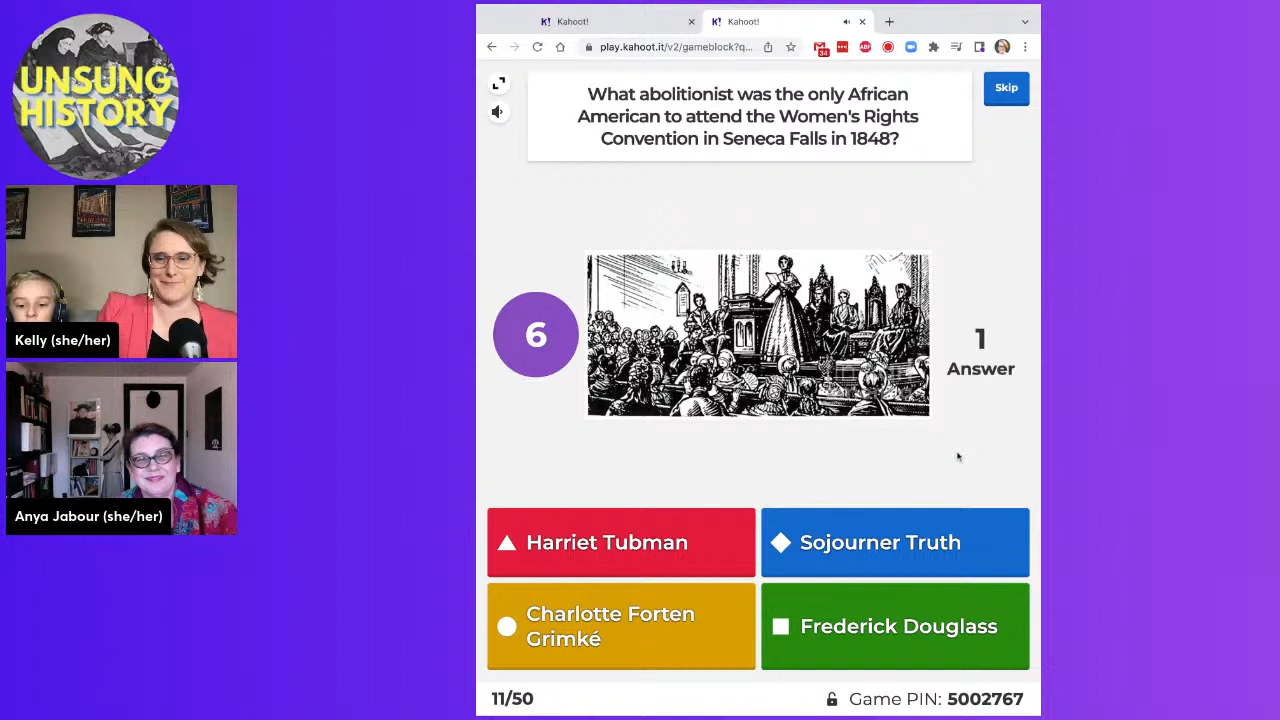 UNSUNG
HISTORY
Kelly (she/her)
Anya Jabour (she/her)
K! Kahoot!
K! Kahoot!
play.kahoot.it/v2/gameblock?q...
34
ABP
What abolitionist was the only African
American to attend the Women's Rights
Convention in Seneca Falls in 1848?
Skip
6
1
Answer
Harriet Tubman
Sojourner Truth
Charlotte Forten
Grimké
Frederick Douglass
11/50
Game PIN: 5002767